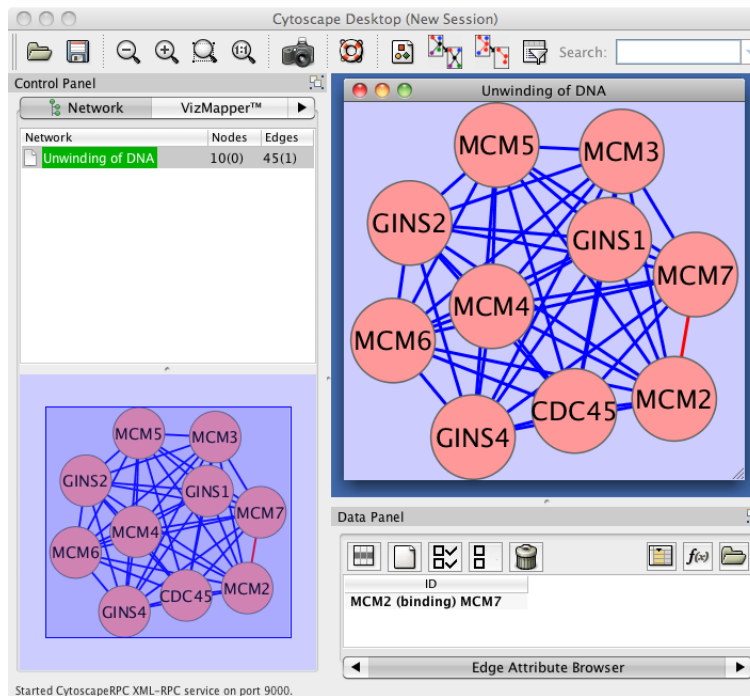 Cytoscape Desktop (New Session)
1:1
Search:
Control Panel
Network
VizMapper™
Network Nodes Edges
Unwinding of DNA 10(0) 45(1)
Unwinding of DNA
MCM5
MCM3
GINS2
GINS1
MCM7
MCM4
MCM6
MCM2
CDC45
GINS4
MCM5
MCM3
GINS2
GINS1
MCM7
MCM4
MCM6
MCM2
CDC45
GINS4
Data Panel
f(x)
ID
MCM2 (binding) MCM7
Edge Attribute Browser
Started CytoscapeRPC XML-RPC service on port 9000.